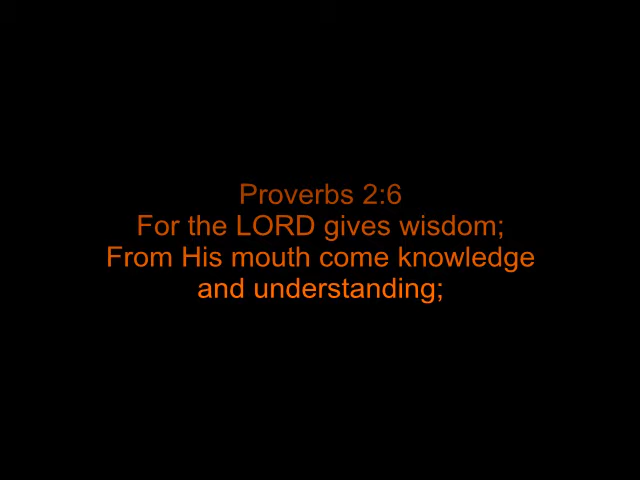 Proverbs 2:6
For the LORD gives wisdom;
From His mouth come knowledge
and understanding;